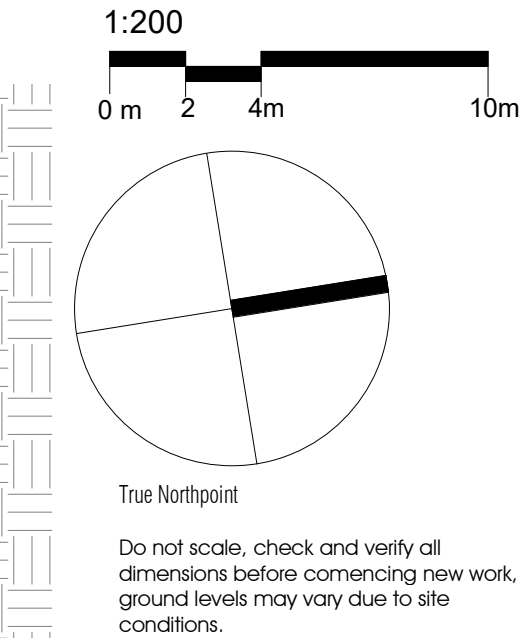 1:200
0 m 2 4m 10m
True Northpoint
Do not scale, check and verify all
dimensions before comencing new work,
ground levels may vary due to site
conditions.